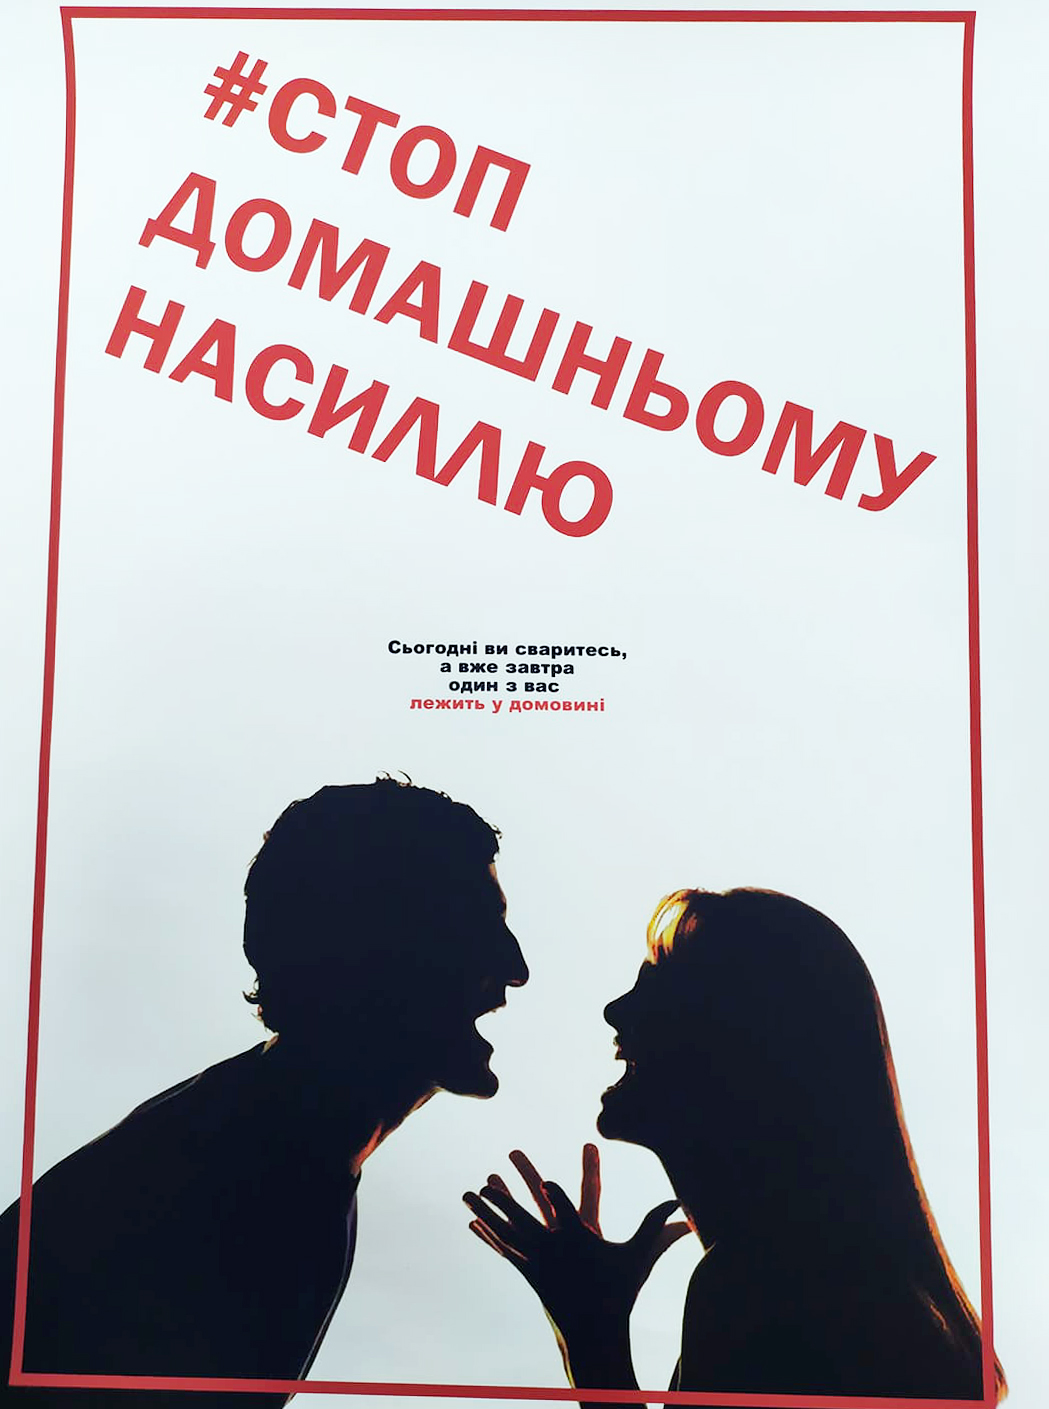 #СТОП
ДОМАШНЬОМУ
НАСИЛЛЮ
Сьогодні ви сваритесь,
а вже завтра
один з вас
лежить у домовині